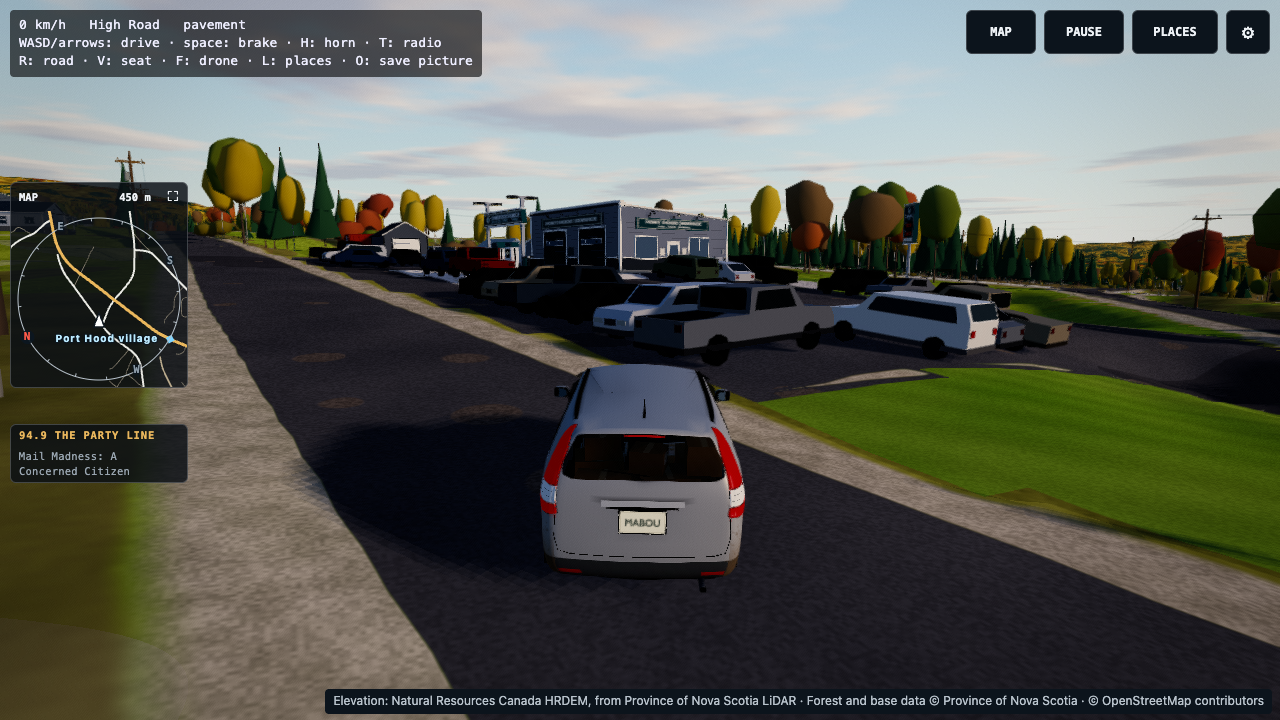 0 km/h High Road pavement
WASD/arrows: drive · space: brake · H: horn · T: radio
R: road · V: seat · F: drone · L: places · O: save picture
MAP
PAUSE
PLACES
MAP 450 m
E
S
N
Port Hood village
W
94.9 THE PARTY LINE
Mail Madness: A
Concerned Citizen
MABOU
Elevation: Natural Resources Canada HRDEM, from Province of Nova Scotia LiDAR · Forest and base data © Province of Nova Scotia · © OpenStreetMap contributors